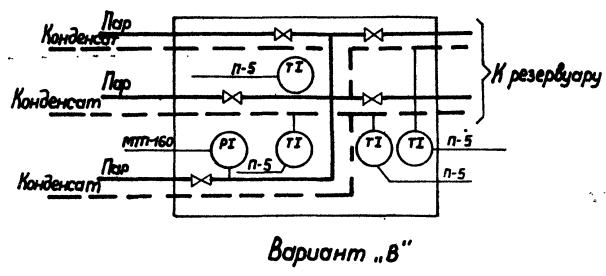 Пар
Конденсат
П-5 TI
К резервуару
Пар
Конденсат
МТП-160 PI П-5 TI TI TI П-5
П-5
Пар
Конденсат
Вариант „В"